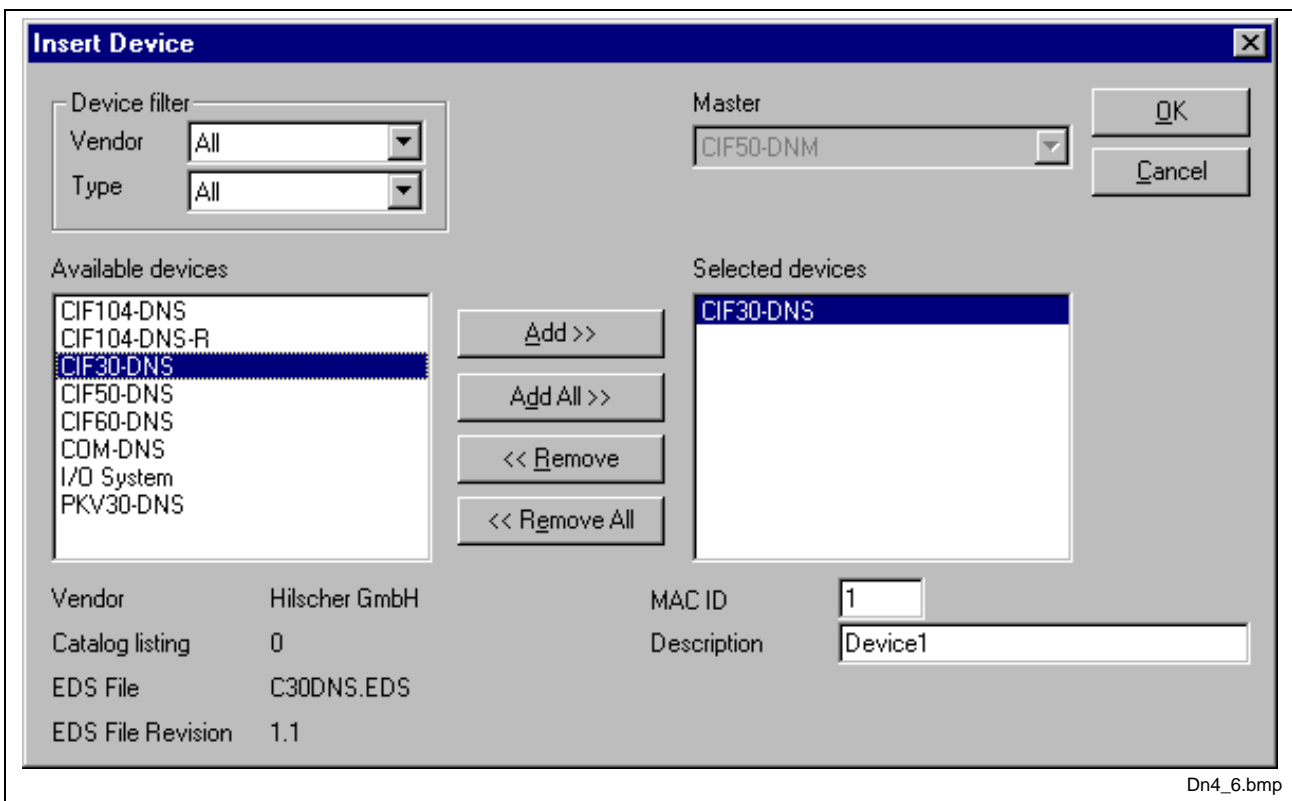 Insert Device
Device filter
Vendor All
Type All
Master
CIF50-DNM
OK
Cancel
Available devices
CIF104-DNS
CIF104-DNS-R
CIF30-DNS
CIF50-DNS
CIF60-DNS
COM-DNS
I/O System
PKV30-DNS
Add >>
Add All >>
<< Remove
<< Remove All
Selected devices
CIF30-DNS
Vendor Hilscher GmbH
Catalog listing 0
EDS File C30DNS.EDS
EDS File Revision 1.1
MAC ID 1
Description Device1
Dn4_6.bmp